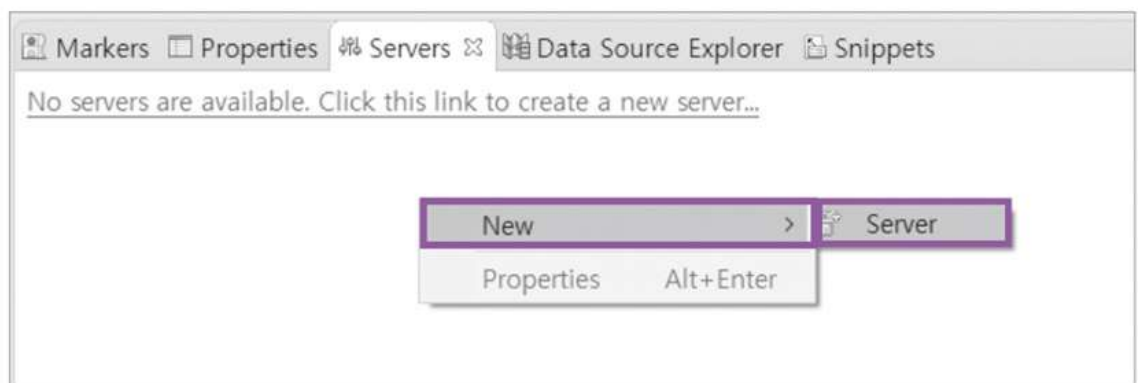 Markers Properties Servers Data Source Explorer Snippets
No servers are available. Click this link to create a new server...
New > Server
Properties Alt+Enter